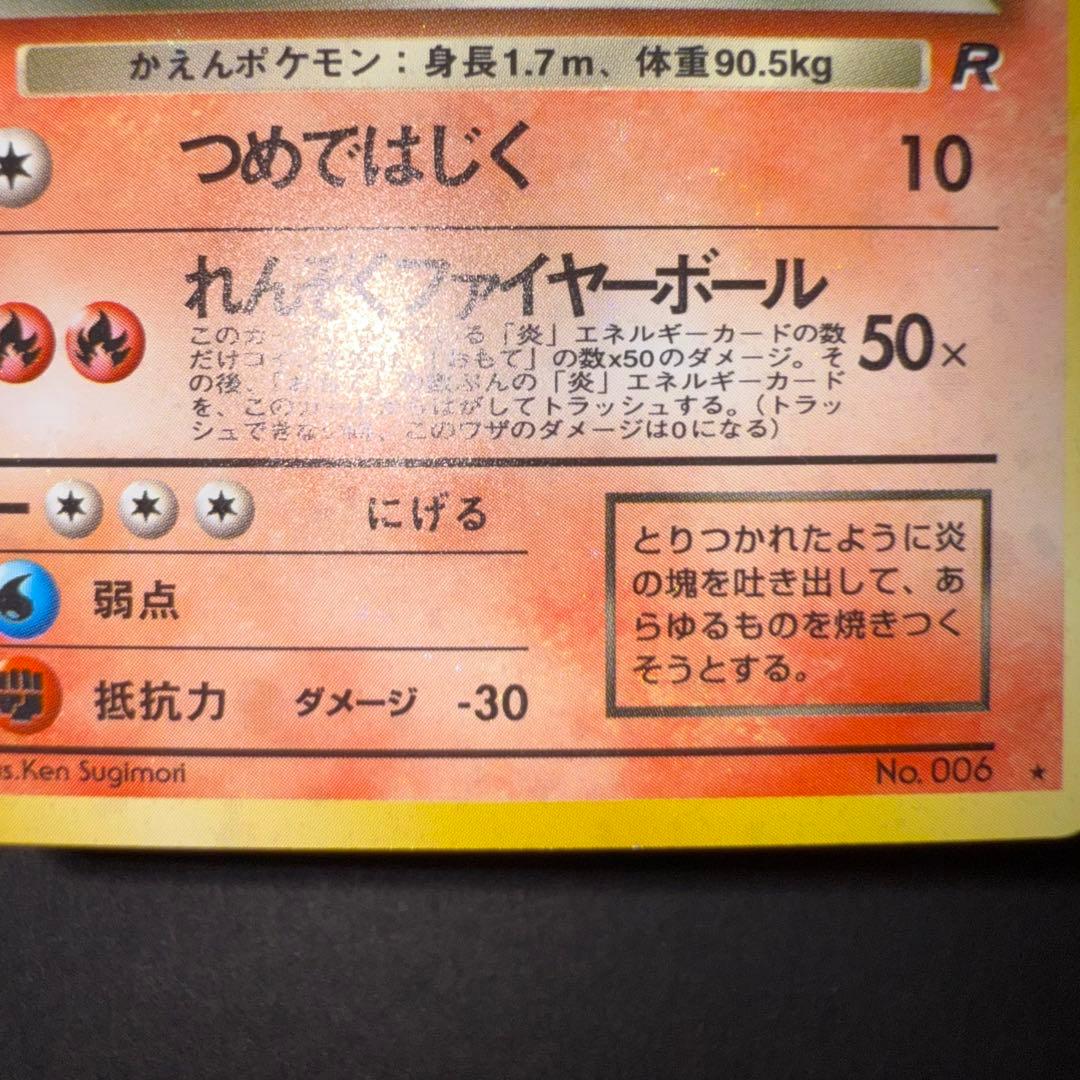 かえんポケモン：身長1.7m、体重90.5kg
R
つめではじく 10
れんぞくファイヤーボール
この る「炎」エネルギーカードの数
だけコ 「おもて」の数x50のダメージ。そ
の後、「お の数ぶんの「炎」エネルギーカード
を、この はがしてトラッシュする。（トラッ
シュできな 、このワザのダメージは0になる）
50×
にげる
弱点
抵抗力 ダメージ -30
とりつかれたように炎
の塊を吐き出して、あ
らゆるものを焼きつく
そうとする。
s.Ken Sugimori
No. 006 ★